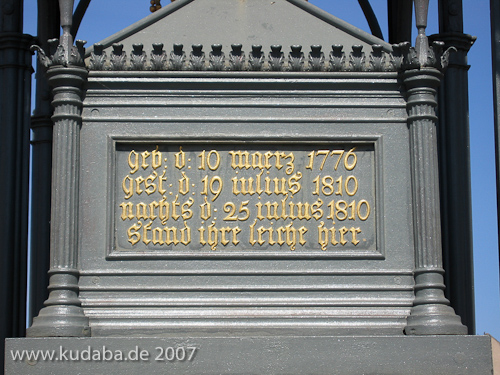 geb: d: 10 maerz 1776
gest: d: 19 iulius 1810
nachts d: 25 iulius 1810
stand ihre leiche hier
www.kudaba.de 2007